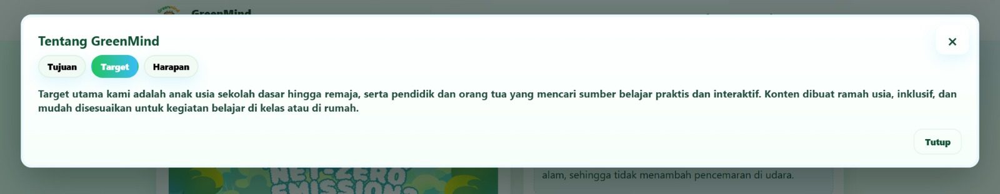 GreenMind
Tentang GreenMind
×
Tujuan
Target
Harapan
Target utama kami adalah anak usia sekolah dasar hingga remaja, serta pendidik dan orang tua yang mencari sumber belajar praktis dan interaktif. Konten dibuat ramah usia, inklusif, dan
mudah disesuaikan untuk kegiatan belajar di kelas atau di rumah.
Tutup
NET-ZERO
EMISSION?
alam, sehingga tidak menambah pencemaran di udara.